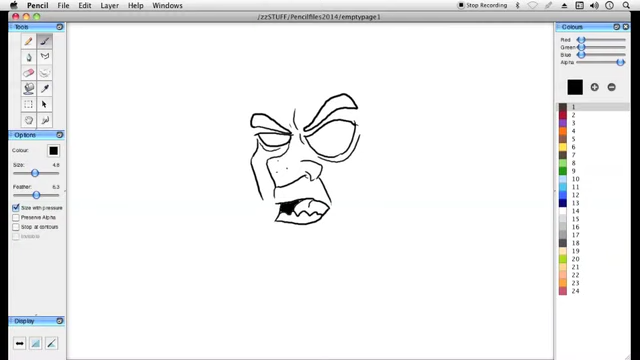 Pencil File Edit Layer Help Windows Stop Recording
/zzSTUFF/Pencilfiles2014/emptypage1
Tools
Options
Colour:
Size: 4.8
Feather: 6.3
Size with pressure
Preserve Alpha
Stop at contours
Invisible
Display
Colours
Red:
Green:
Blue:
Alpha:
1
2
3
4
5
6
7
8
9
10
11
12
13
14
15
16
17
18
19
20
21
22
23
24